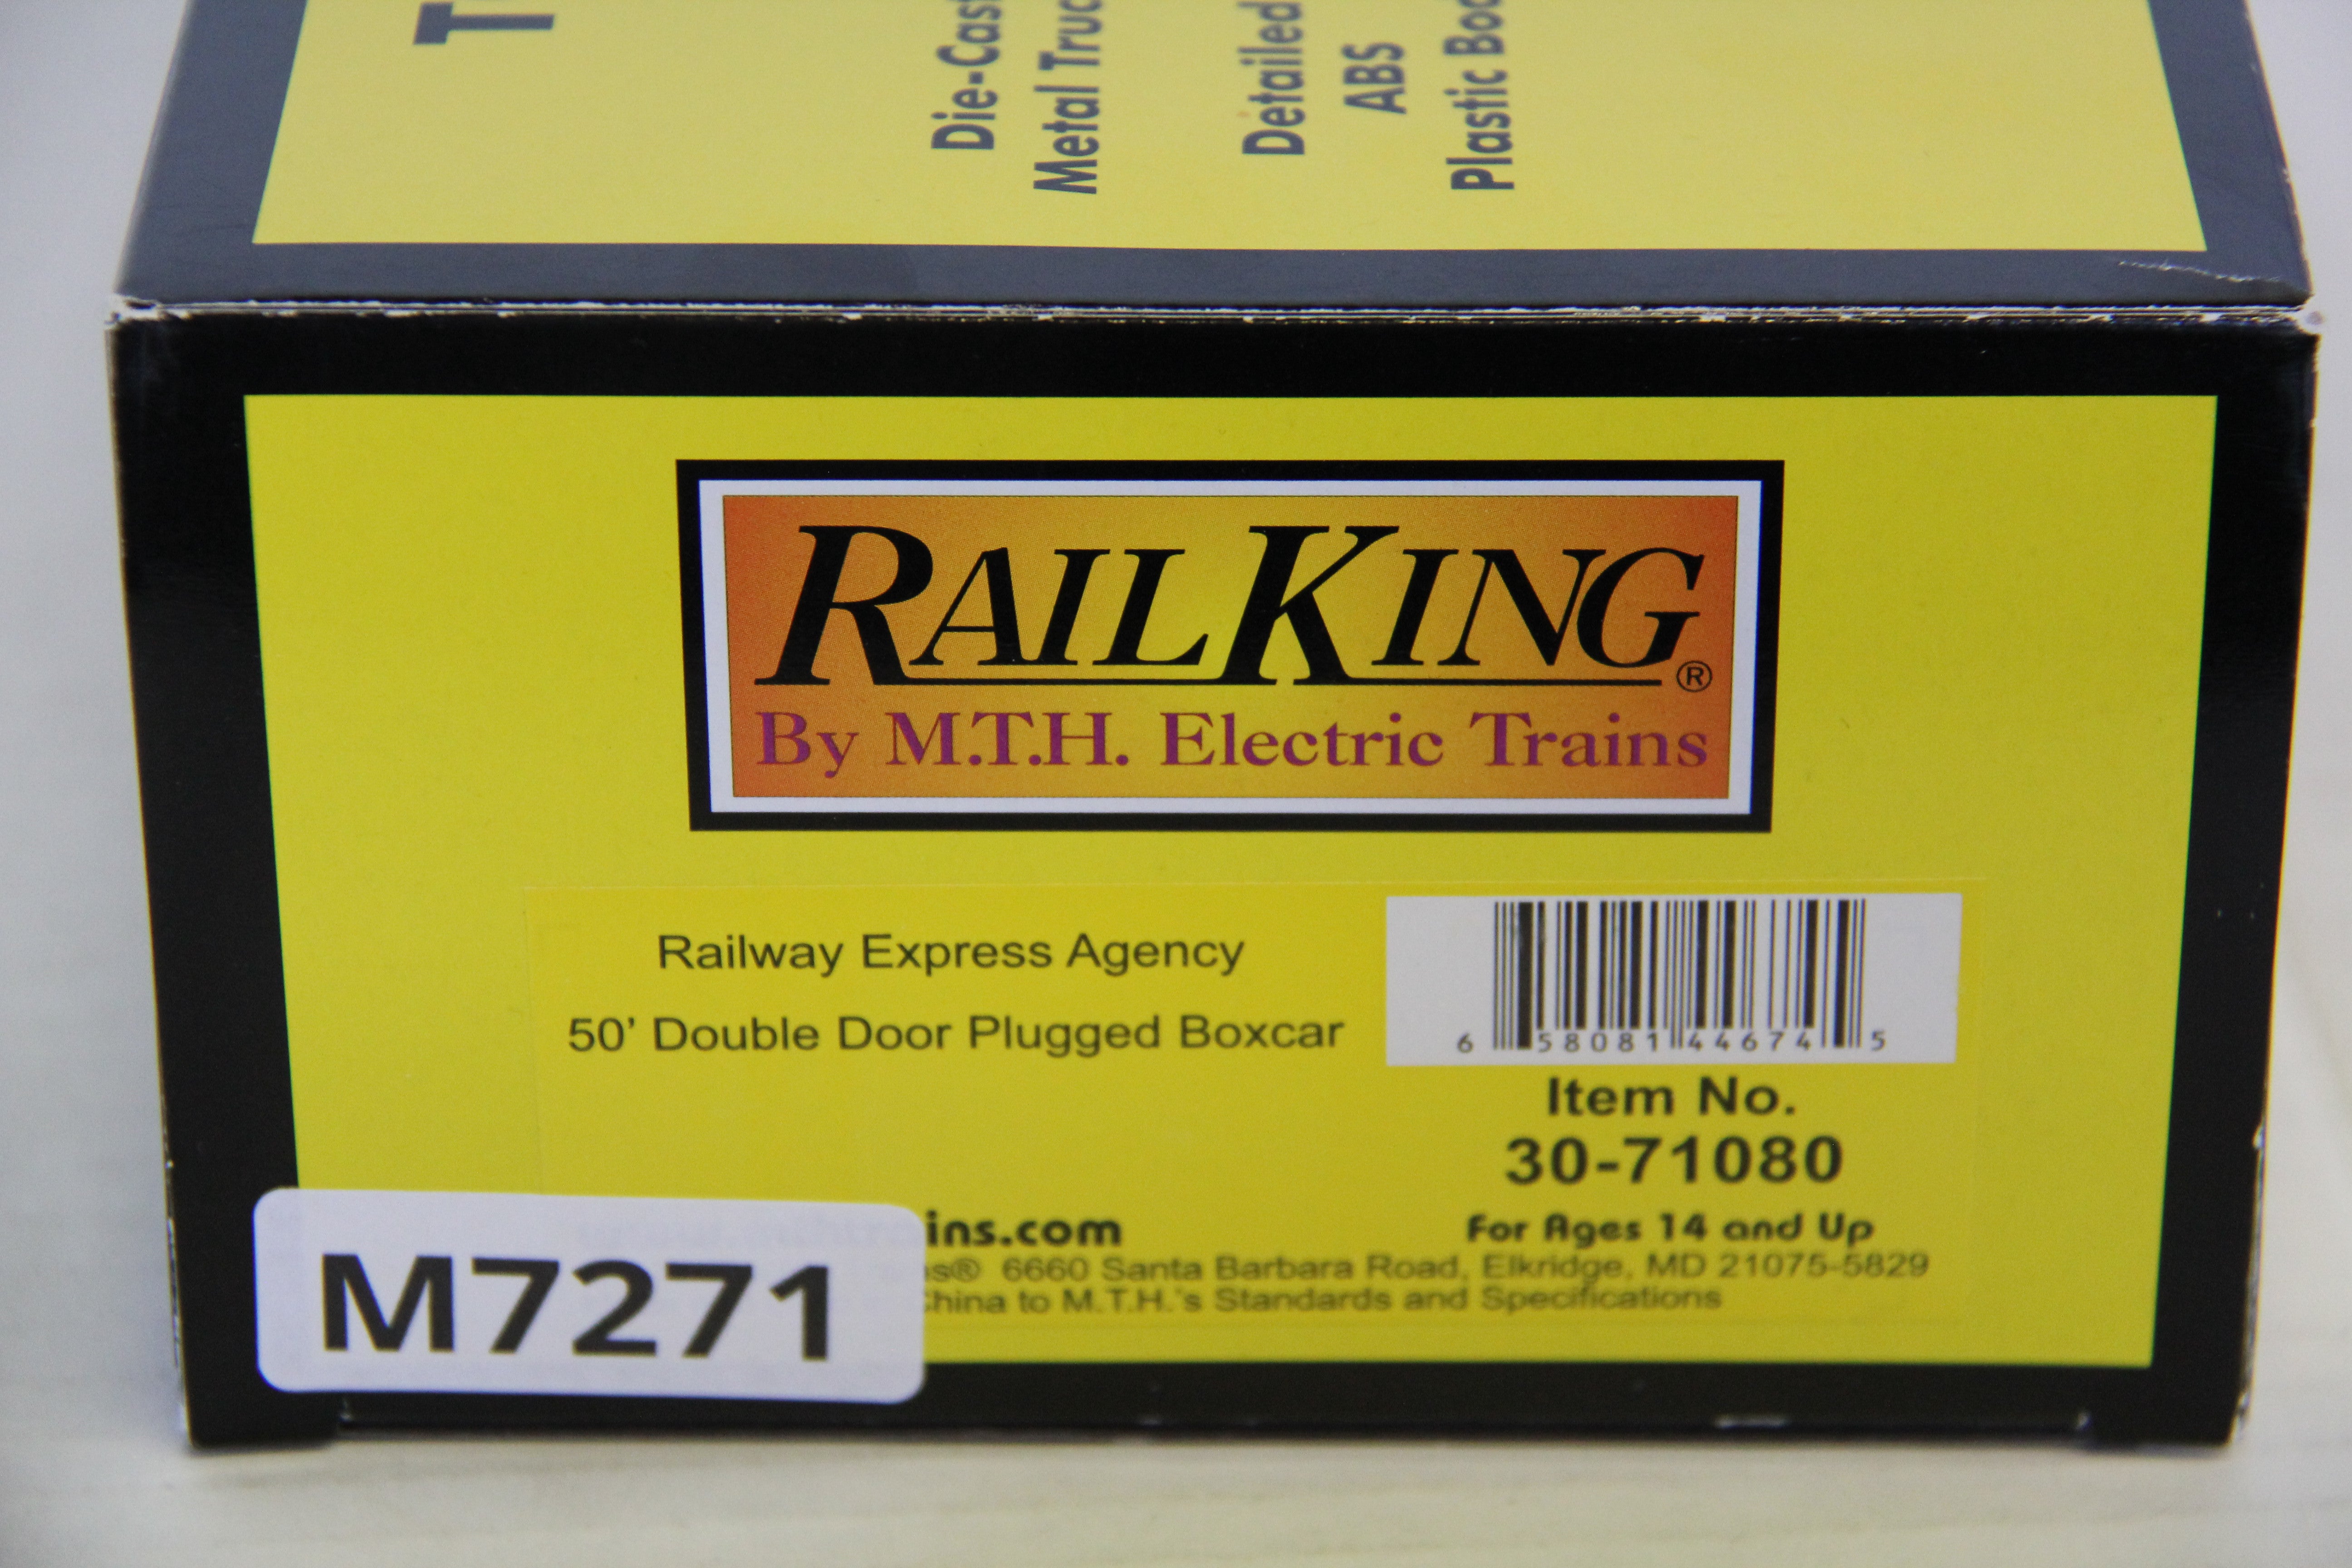 Die-Cast
Metal
Detailed
ABS
Plastic
RAILKING®
By M.T.H. Electric Trains
Railway Express Agency
50' Double Door Plugged Boxcar
6 58081 44674 5
Item No.
30-71080
ins.com
For Ages 14 and Up
ns® 6660 Santa Barbara Road, Elkridge, MD 21075-5829
China to M.T.H.'s Standards and Specifications
M7271